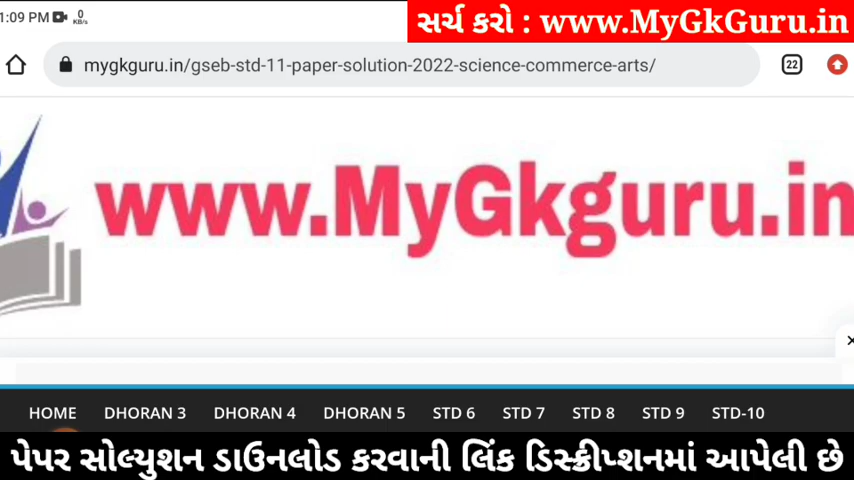 1:09 PM 0 KB/s
સર્ચ કરો : www.MyGkGuru.in
mygkguru.in/gseb-std-11-paper-solution-2022-science-commerce-arts/
22
www.MyGkguru.in
HOME DHORAN 3 DHORAN 4 DHORAN 5 STD 6 STD 7 STD 8 STD 9 STD-10
પેપર સોલ્યુશન ડાઉનલોડ કરવાની લિંક ડિસ્ક્રીપ્શનમાં આપેલી છે